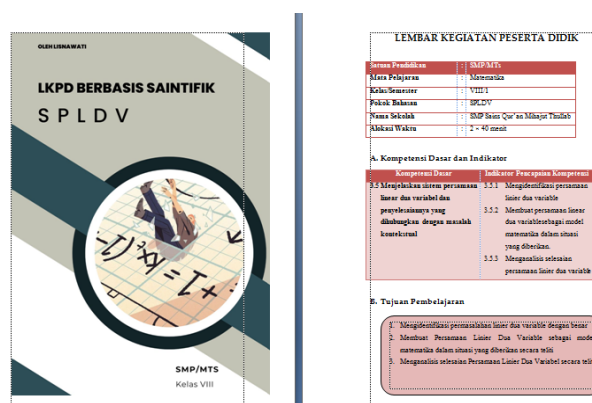 OLEH LISNAWATI
LKPD BERBASIS SAINTIFIK
SPLDV
SMP/MTS
Kelas VIII
LEMBAR KEGIATAN PESERTA DIDIK
Satuan Pendidikan : SMP/MTs
Mata Pelajaran : Matematika
Kelas/Semester : VIII/1
Pokok Bahasan : SPLDV
Nama Sekolah : SMP Sains Qur'an Mihajut Thullab
Alokasi Waktu : 2 × 40 menit
A. Kompetensi Dasar dan Indikator
Kompetensi Dasar
Indikator Pencapaian Kompetensi
3.5 Menjelaskan sistem persamaan
linear dua variabel dan
penyelesaiannya yang
dihubungkan dengan masalah
kontekstual
3.5.1 Mengidentifikasi persamaan
linier dua variable
3.5.2 Membuat persamaan linear
dua variablesebagai model
matematika dalam situasi
yang diberikan.
3.5.3 Menganalisis selesaian
persamaan linier dua variable
B. Tujuan Pembelajaran
1. Mengidentifikasi permasalahan linier dua variable dengan benar
2. Membuat Persamaan Linier Dua Variable sebagai mode
matematika dalam situasi yang diberikan secara teliti
3. Menganalisis selesaian Persamaan Linier Dua Variabel secara teli